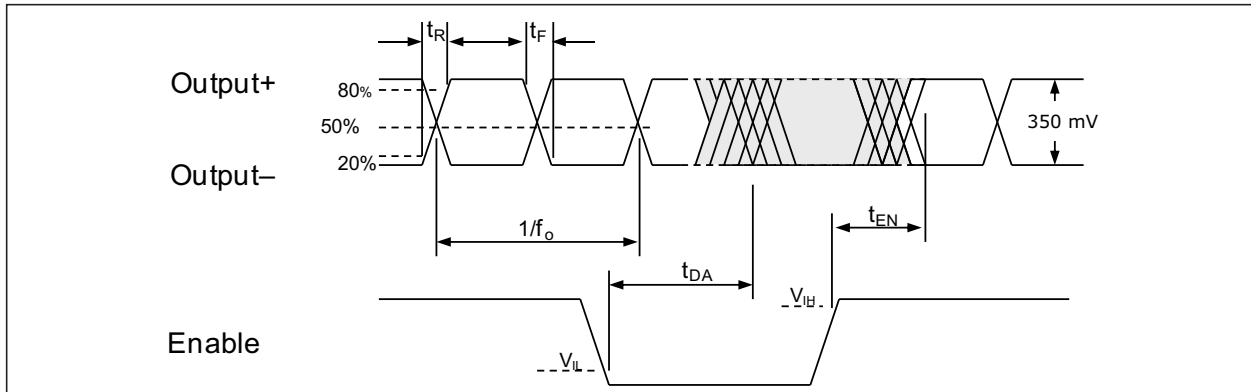 tR
tF
Output+
80%
50%
350 mV
20%
Output–
1/fo
tEN
tDA
VIH
Enable
VIL